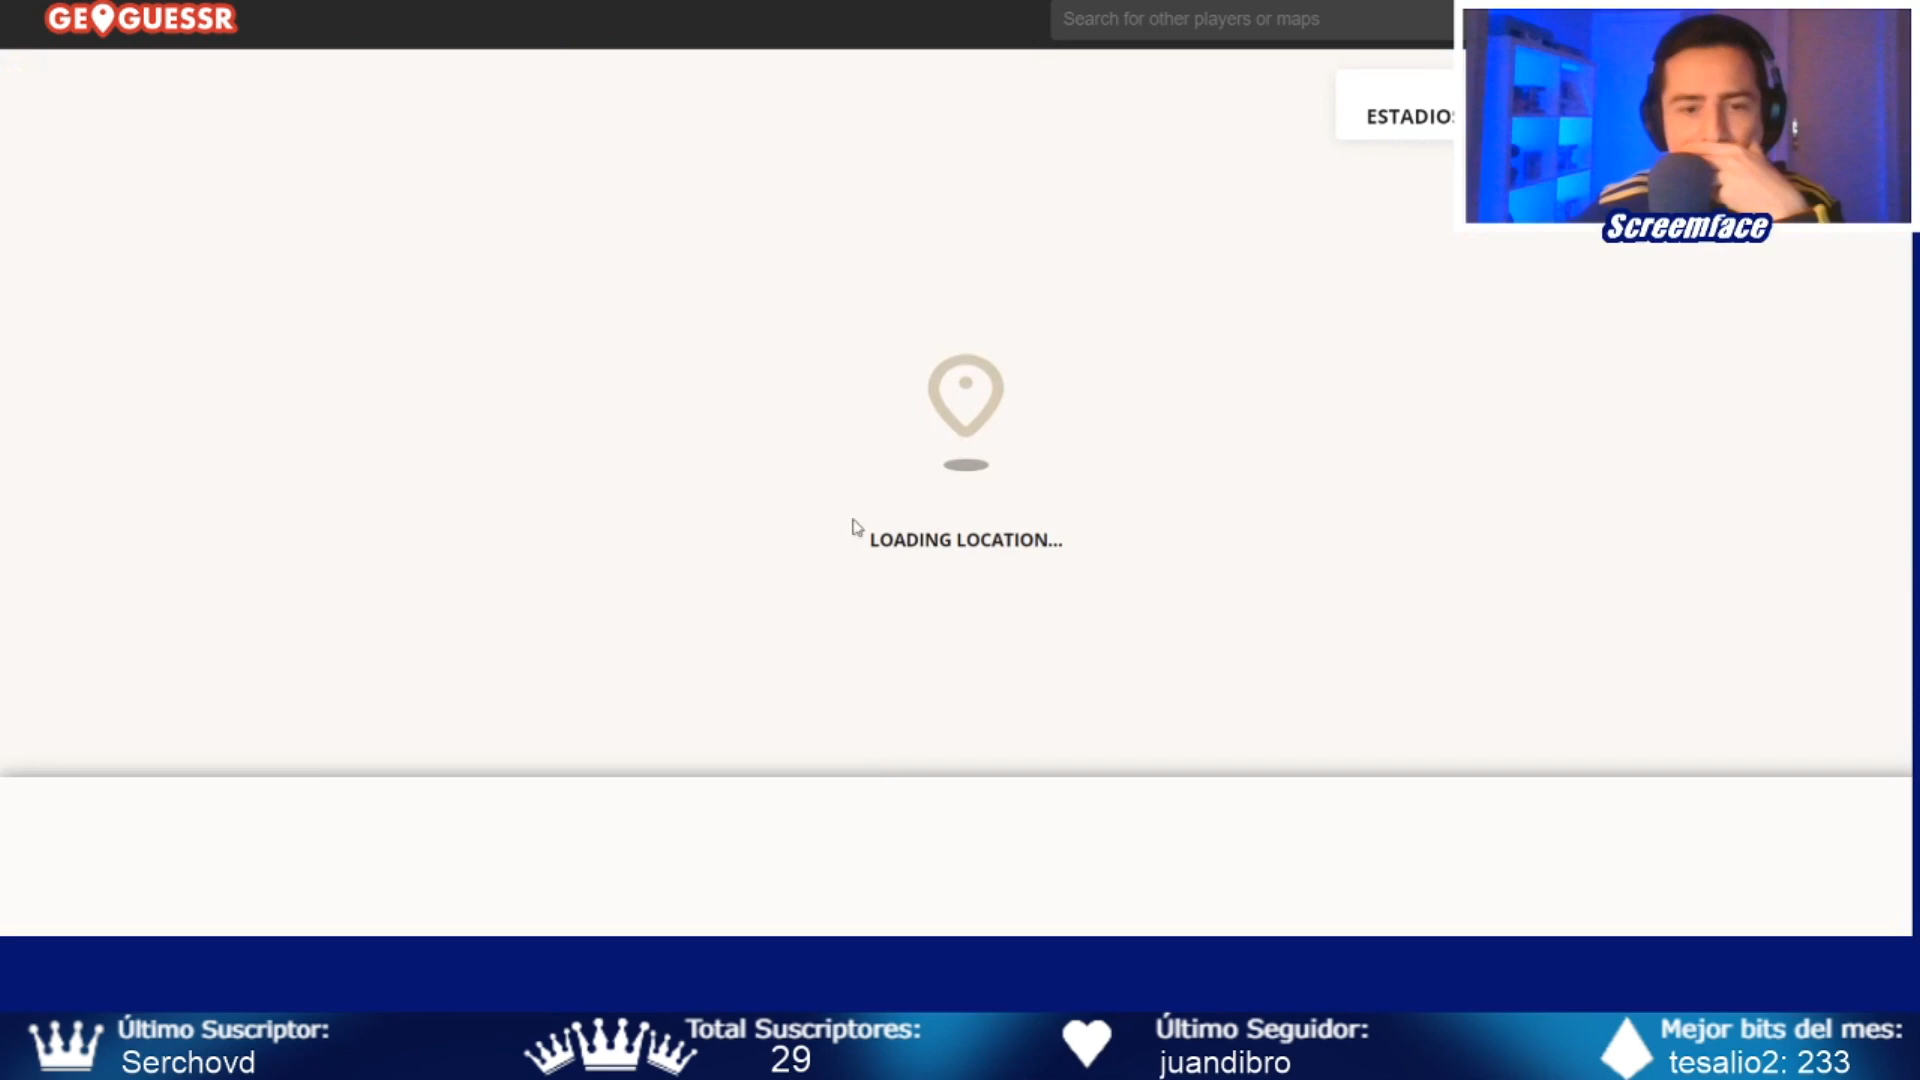 GEOGUESSR
Search for other players or maps
ESTADIOS
Screemface
LOADING LOCATION...
Último Suscriptor:
Serchovd
Total Suscriptores:
29
Último Seguidor:
juandibro
Mejor bits del mes:
tesalio2: 233